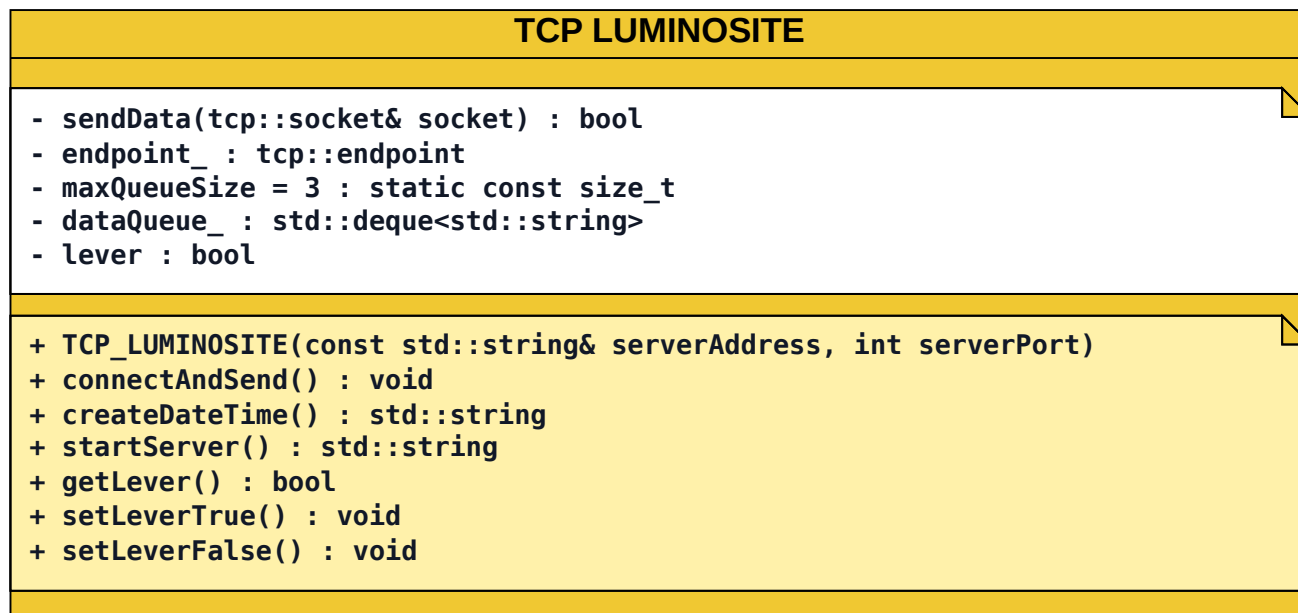 TCP LUMINOSITE
- sendData(tcp::socket& socket) : bool
- endpoint_ : tcp::endpoint
- maxQueueSize = 3 : static const size_t
- dataQueue_ : std::deque<std::string>
- lever : bool
+ TCP_LUMINOSITE(const std::string& serverAddress, int serverPort)
+ connectAndSend() : void
+ createDateTime() : std::string
+ startServer() : std::string
+ getLever() : bool
+ setLeverTrue() : void
+ setLeverFalse() : void